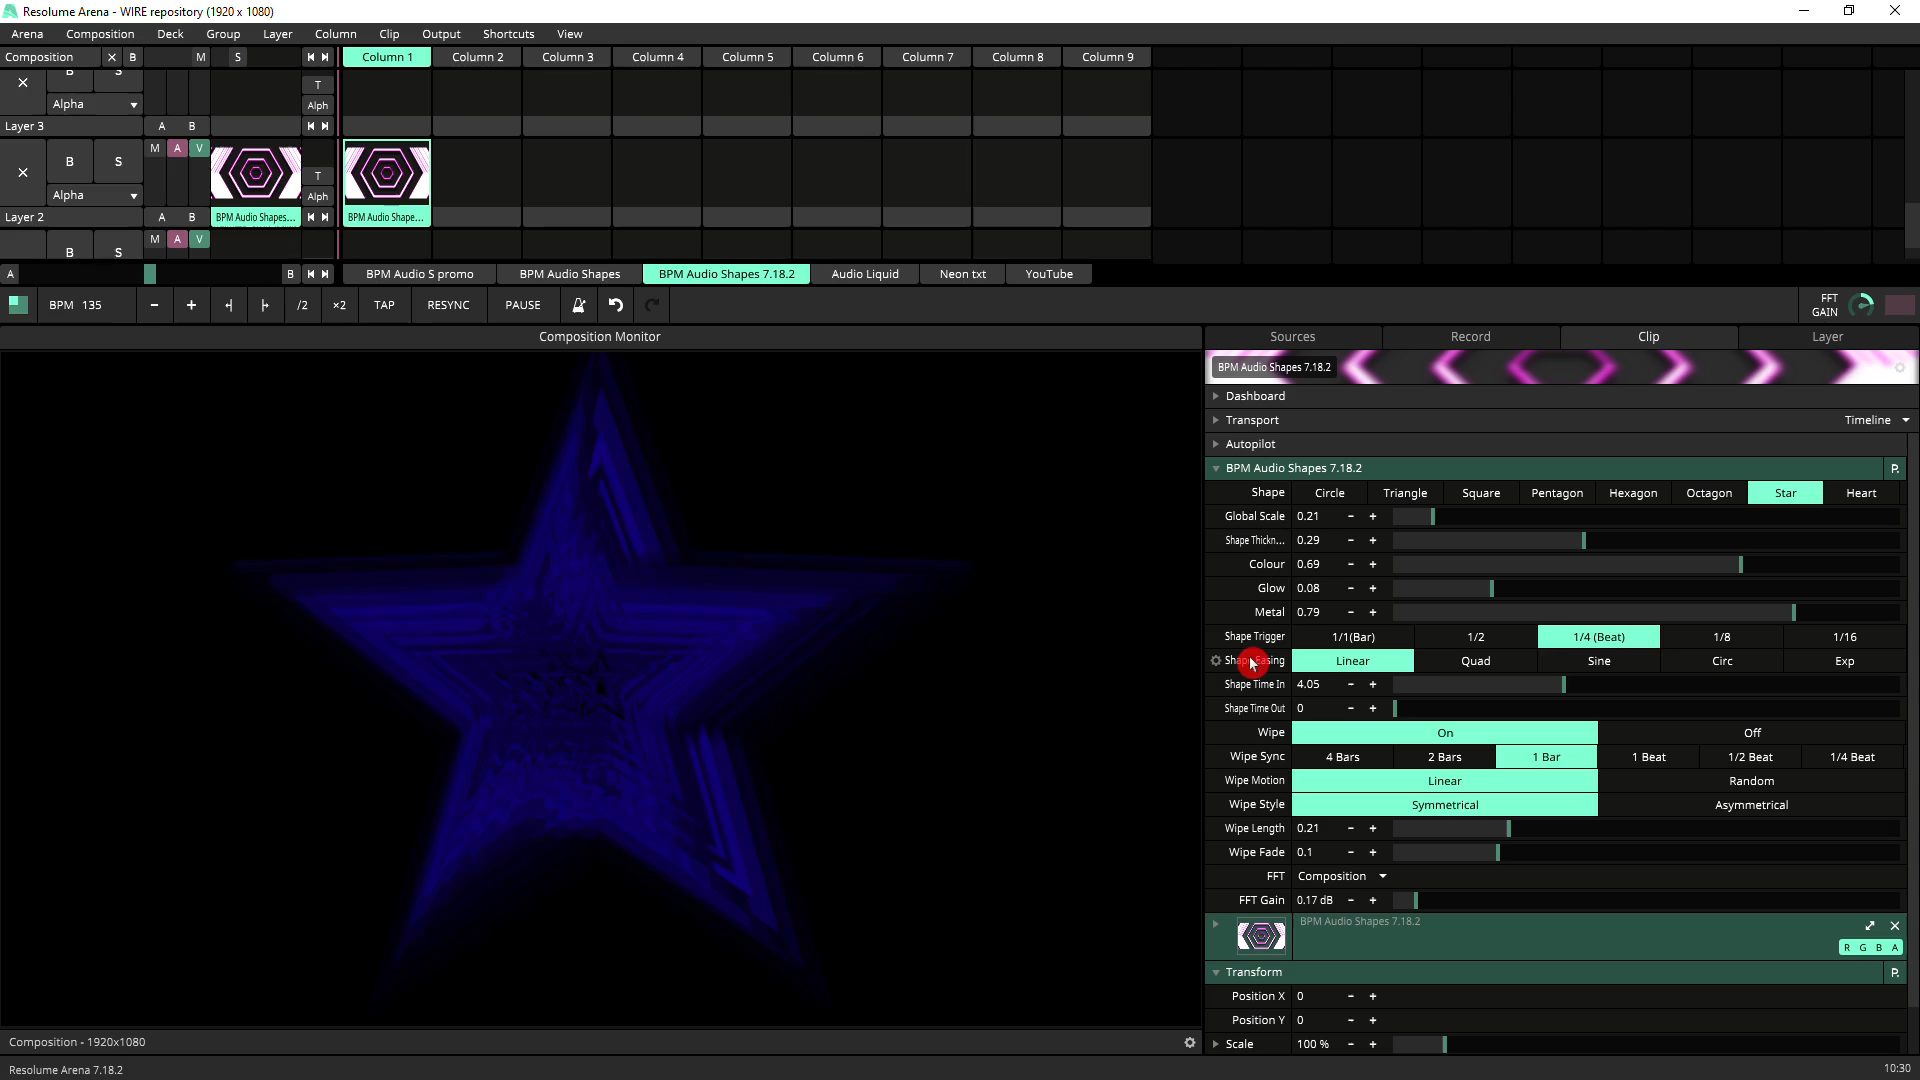 Resolume Arena - WIRE repository (1920 x 1080)
Arena Composition Deck Group Layer Column Clip Output Shortcuts View
Composition B M S Column 1 Column 2 Column 3 Column 4 Column 5 Column 6 Column 7 Column 8 Column 9
B S T
Alpha Alph
Layer 3 A B
M A V
B S T
Alpha Alph
Layer 2 A B BPM Audio Shapes... BPM Audio Shape...
M A V
B S
A B BPM Audio S promo BPM Audio Shapes BPM Audio Shapes 7.18.2 Audio Liquid Neon txt YouTube
BPM 135 - + /2 ×2 TAP RESYNC PAUSE FFT GAIN
Composition Monitor Sources Record Clip Layer
BPM Audio Shapes 7.18.2
Dashboard
Transport Timeline
Autopilot
BPM Audio Shapes 7.18.2 P.
Shape Circle Triangle Square Pentagon Hexagon Octagon Star Heart
Global Scale 0.21 - +
Shape Thickn... 0.29 - +
Colour 0.69 - +
Glow 0.08 - +
Metal 0.79 - +
Shape Trigger 1/1(Bar) 1/2 1/4 (Beat) 1/8 1/16
Shape Easing Linear Quad Sine Circ Exp
Shape Time In 4.05 - +
Shape Time Out 0 - +
Wipe On Off
Wipe Sync 4 Bars 2 Bars 1 Bar 1 Beat 1/2 Beat 1/4 Beat
Wipe Motion Linear Random
Wipe Style Symmetrical Asymmetrical
Wipe Length 0.21 - +
Wipe Fade 0.1 - +
FFT Composition
FFT Gain 0.17 dB - +
BPM Audio Shapes 7.18.2
R G B A
Transform P.
Position X 0 - +
Position Y 0 - +
Scale 100 % - +
Composition - 1920x1080
Resolume Arena 7.18.2 10:30